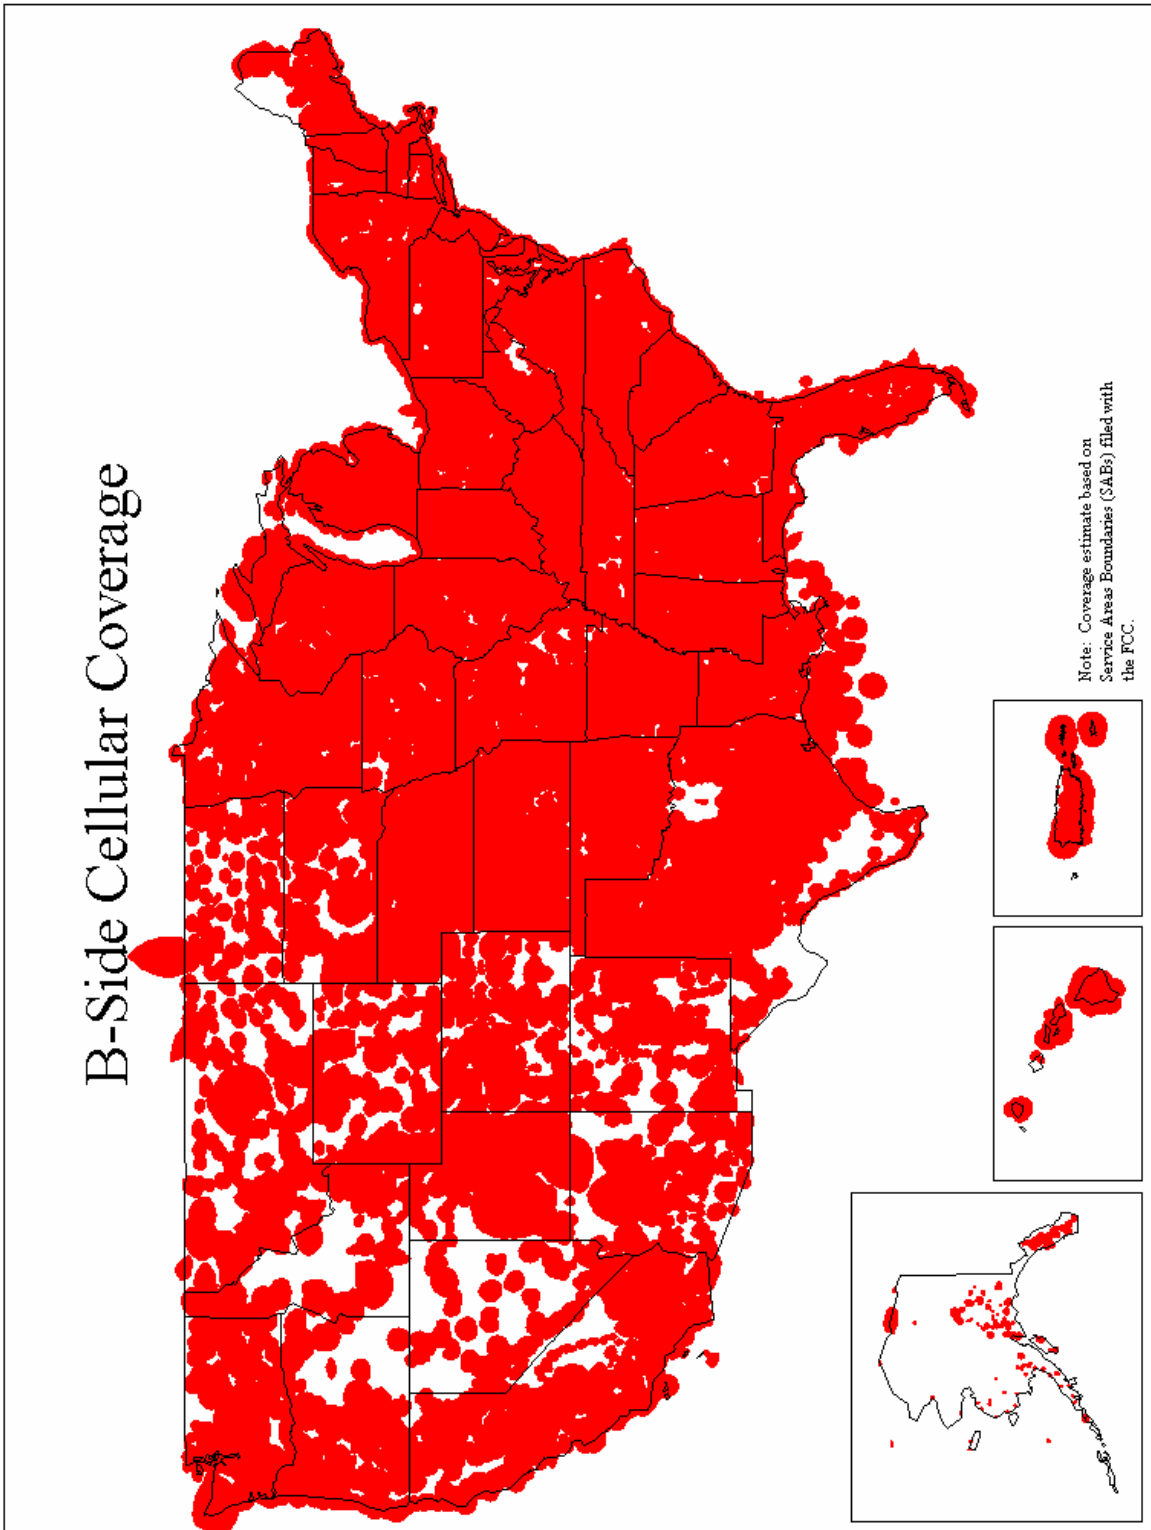 B-Side Cellular Coverage
Note: Coverage estimate based on
Service Areas Boundaries (SABs) filed with
the FCC.